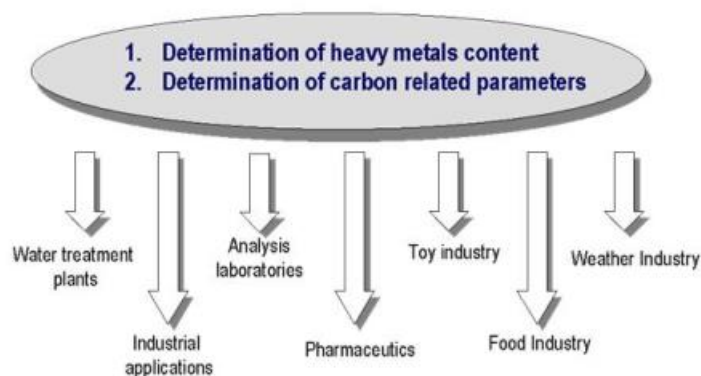 1. Determination of heavy metals content
2. Determination of carbon related parameters
Water treatment
plants
Analysis
laboratories
Toy industry
Weather Industry
Industrial
applications
Pharmaceutics
Food Industry